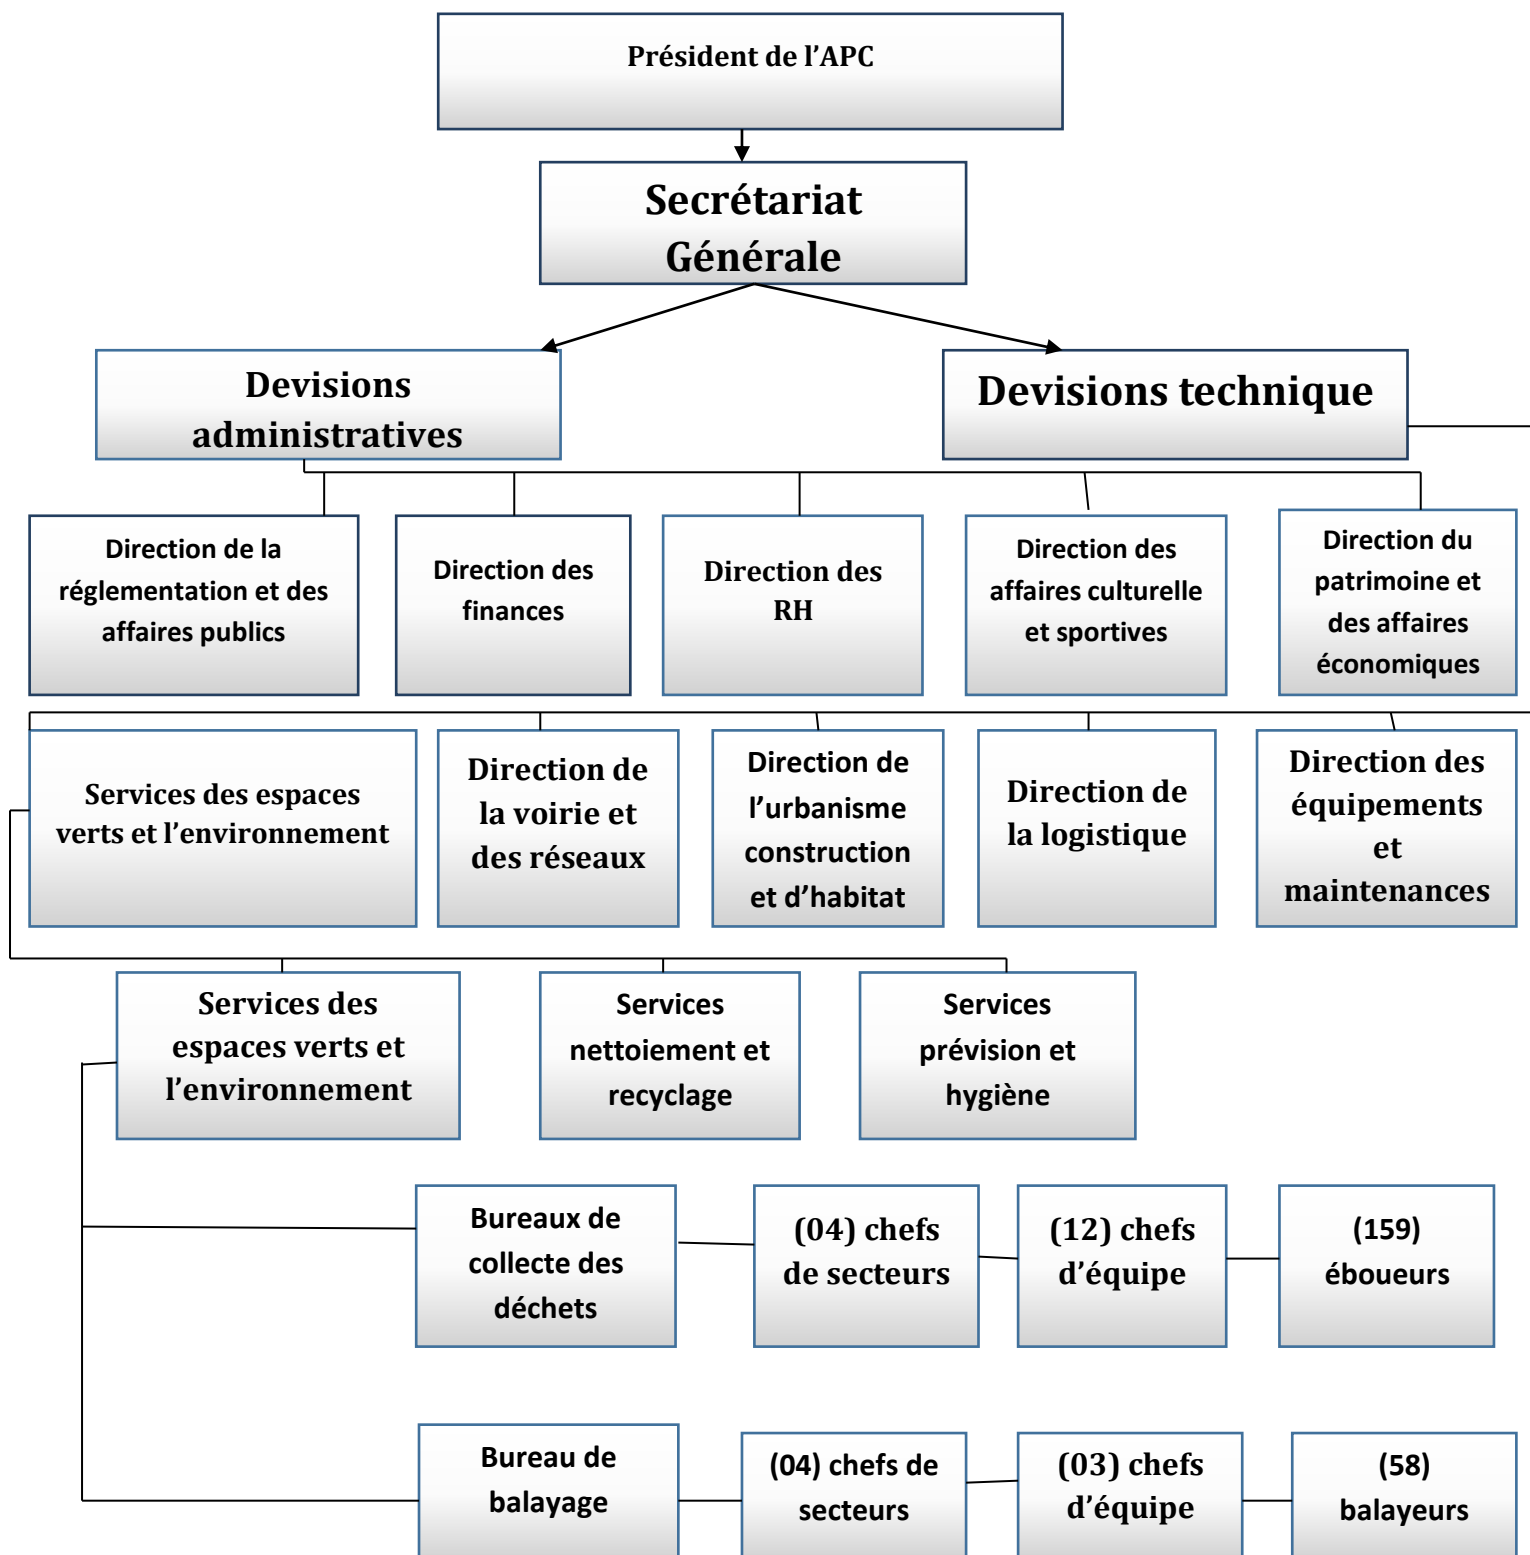 Président de l’APC
Secrétariat
Générale
Devisions
administratives
Devisions technique
Direction de la
réglementation et des
affaires publics
Direction des
finances
Direction des
RH
Direction des
affaires culturelle
et sportives
Direction du
patrimoine et
des affaires
économiques
Services des espaces
verts et l’environnement
Direction de
la voirie et
des réseaux
Direction de
l’urbanisme
construction
et d’habitat
Direction de
la logistique
Direction des
équipements
et
maintenances
Services des
espaces verts et
l’environnement
Services
nettoiement et
recyclage
Services
prévision et
hygiène
Bureaux de
collecte des
déchets
(04) chefs
de secteurs
(12) chefs
d’équipe
(159)
éboueurs
Bureau de
balayage
(04) chefs de
secteurs
(03) chefs
d’équipe
(58)
balayeurs